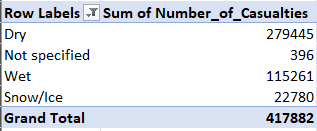 Row Labels Sum of Number_of_Casualties
Dry 279445
Not specified 396
Wet 115261
Snow/Ice 22780
Grand Total 417882